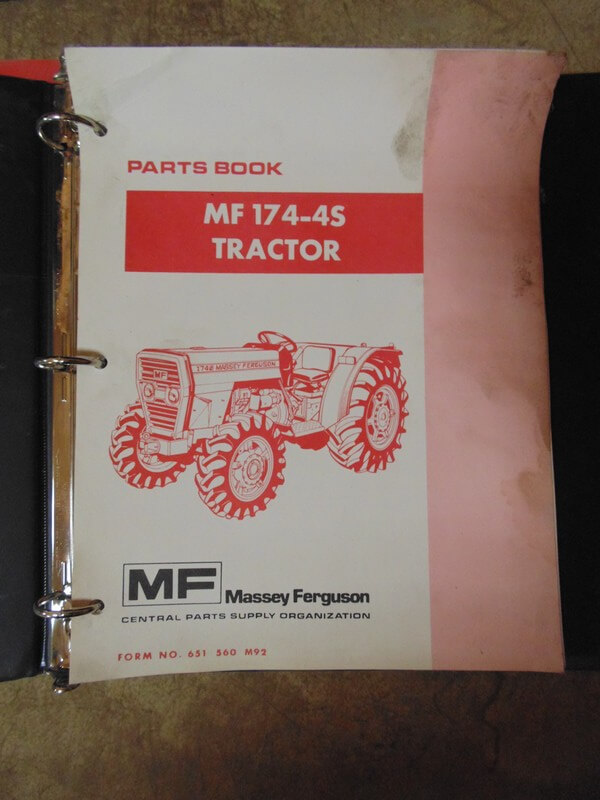 PARTS BOOK
MF 174-4S
TRACTOR
MF
MASSEY FERGUSON
MF
Massey Ferguson
CENTRAL PARTS SUPPLY ORGANIZATION
FORM NO. 651 560 M92